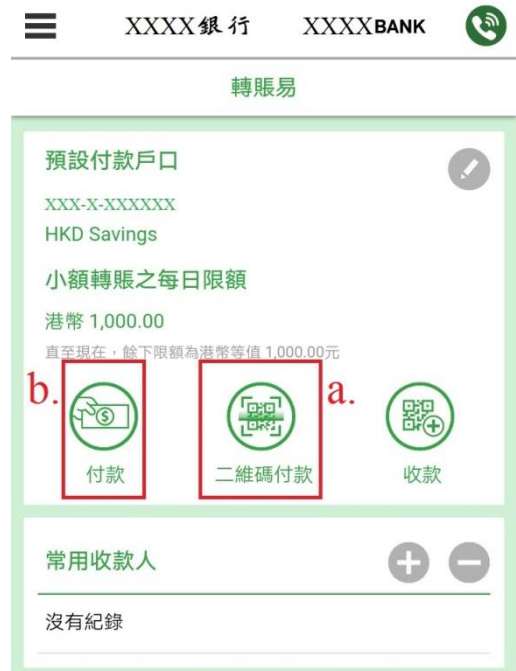 XXXX銀行 XXXXBANK
轉賬易
預設付款戶口
XXX-X-XXXXXX
HKD Savings
小額轉賬之每日限額
港幣 1,000.00
直至現在，餘下限額為港幣等值 1,000.00元
b. a.
付款 二維碼付款 收款
常用收款人
沒有紀錄